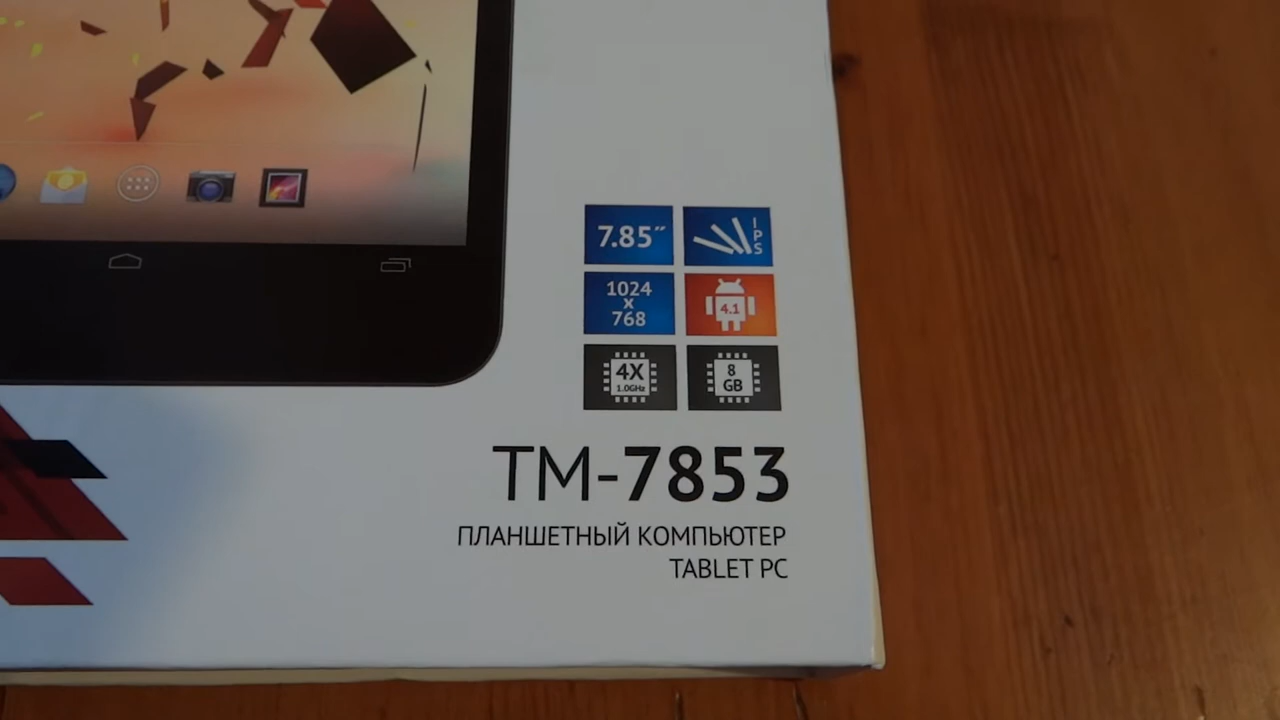 7.85″
IPS
1024
x
768
4.1
4X
1.0GHz
8
GB
TM-7853
ПЛАНШЕТНЫЙ КОМПЬЮТЕР
TABLET PC